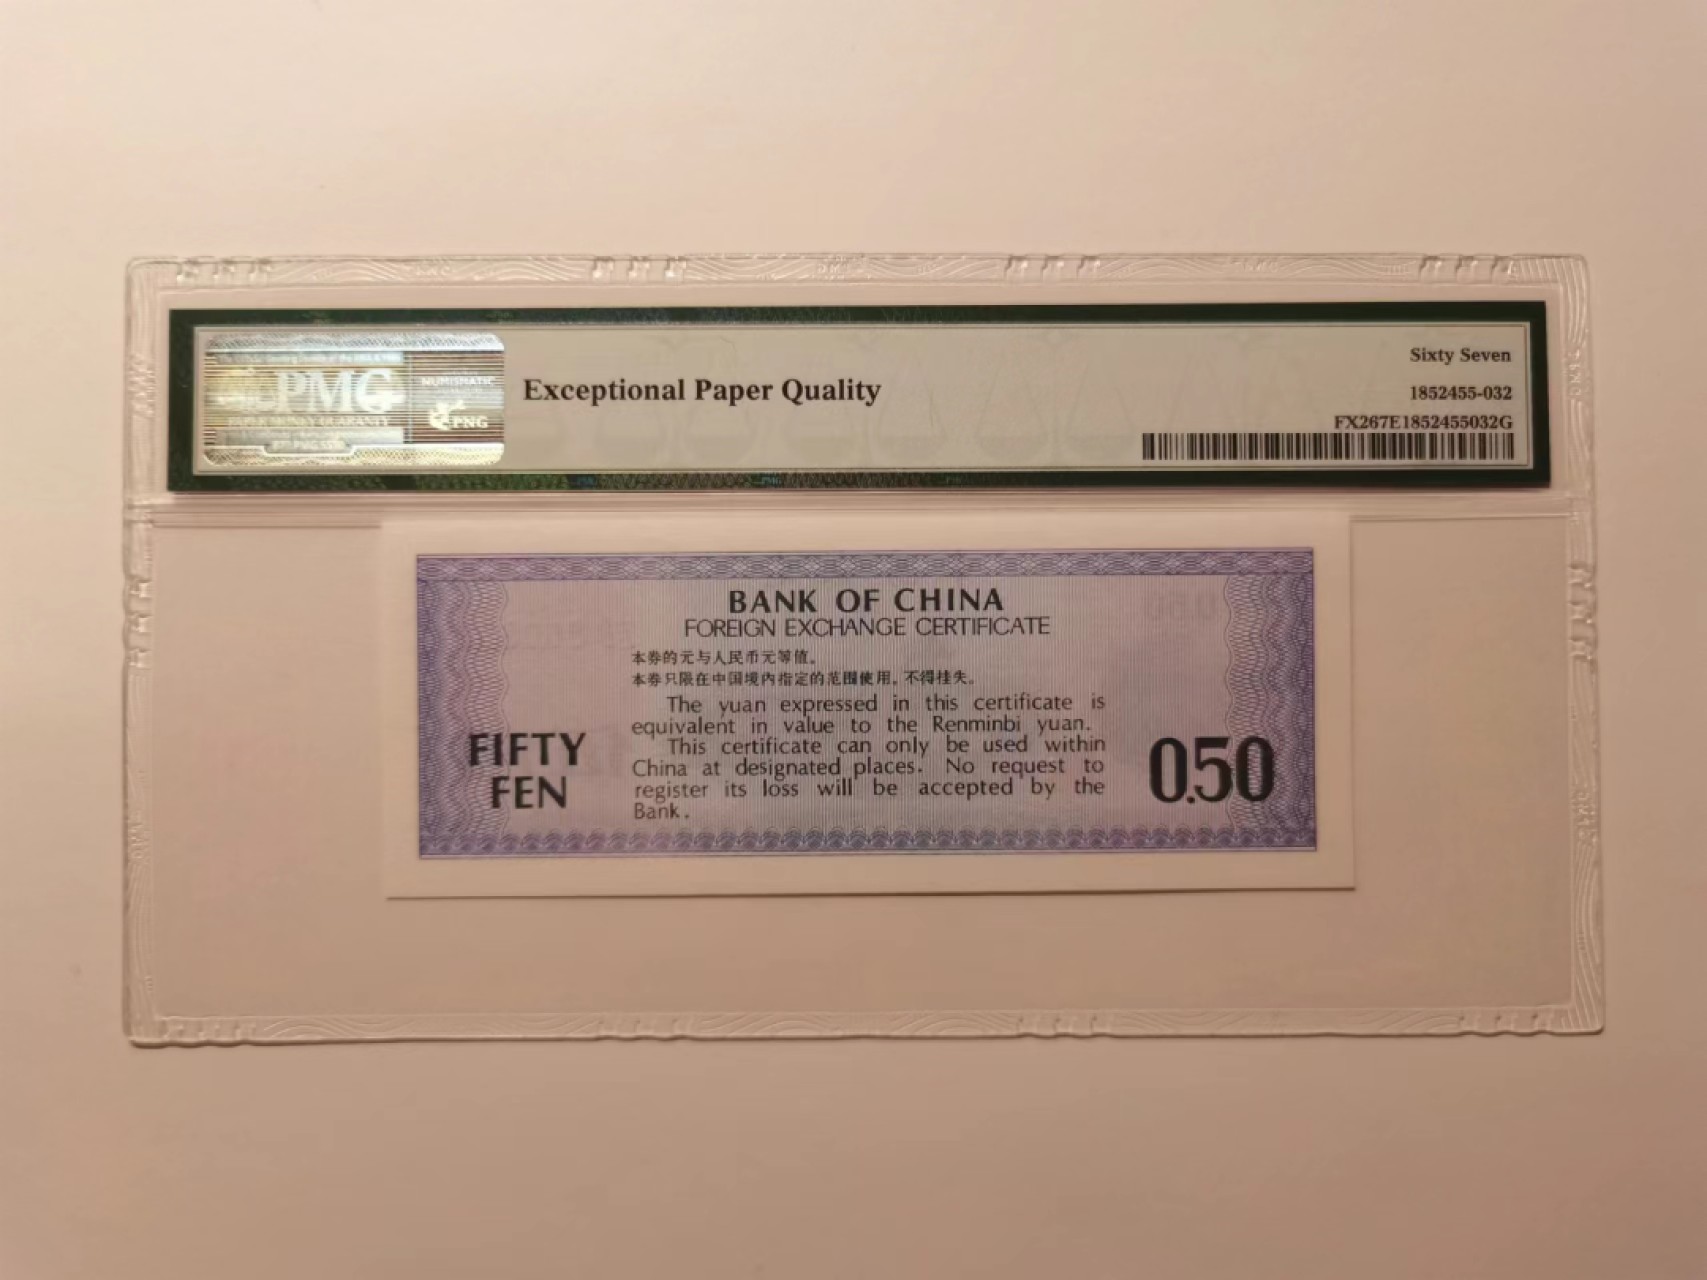 PMG
PAPER MONEY GUARANTY
NUMISMATIC
PNG
Exceptional Paper Quality
Sixty Seven
1852455-032
FX267E1852455032G
BANK OF CHINA
FOREIGN EXCHANGE CERTIFICATE
本券的元与人民币元等值。
本券只限在中国境内指定的范围使用。不得挂失。
The yuan expressed in this certificate is
equivalent in value to the Renminbi yuan.
This certificate can only be used within
China at designated places. No request to
register its loss will be accepted by the
Bank.
FIFTY
FEN
0.50